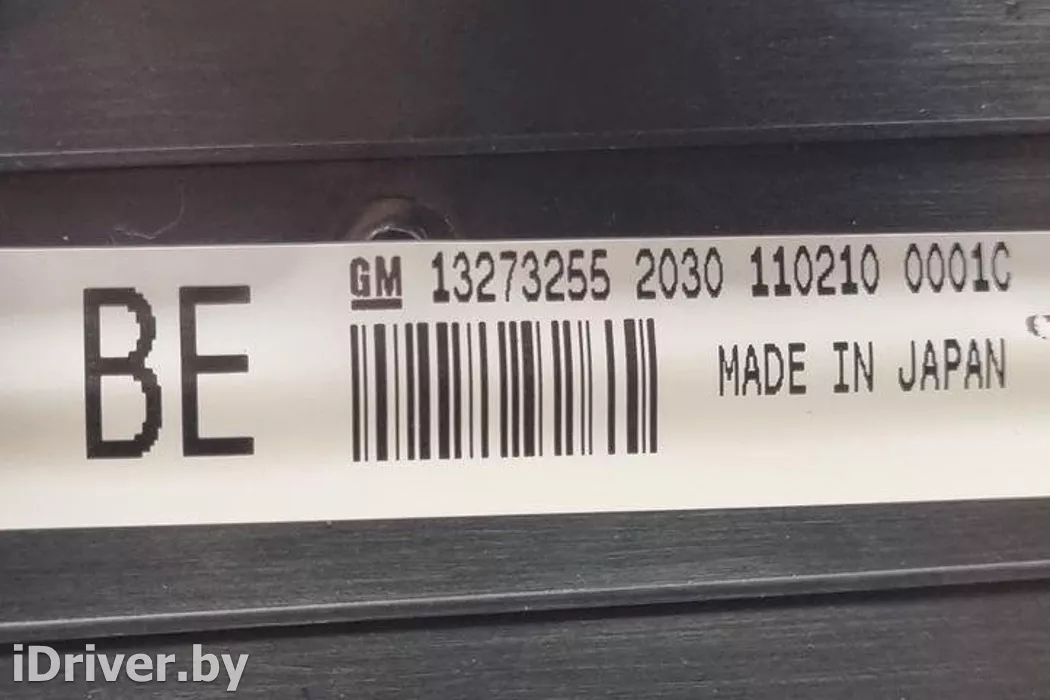 BE
GM 13273255 2030 110210 0001C
MADE IN JAPAN
iDriver.by